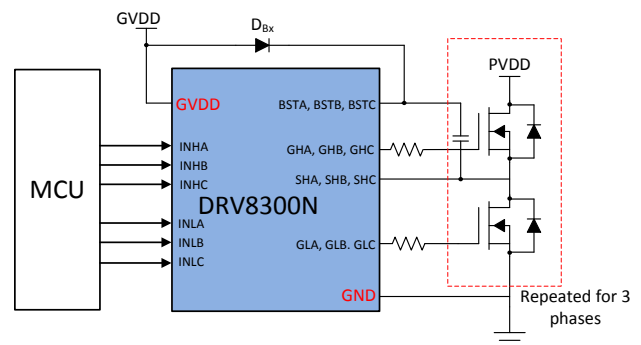 GVDD
DBx
PVDD
GVDD
BSTA, BSTB, BSTC
INHA
GHA, GHB, GHC
INHB
INHC
SHA, SHB, SHC
MCU
DRV8300N
INLA
INLB
GLA, GLB. GLC
INLC
GND
Repeated for 3
phases